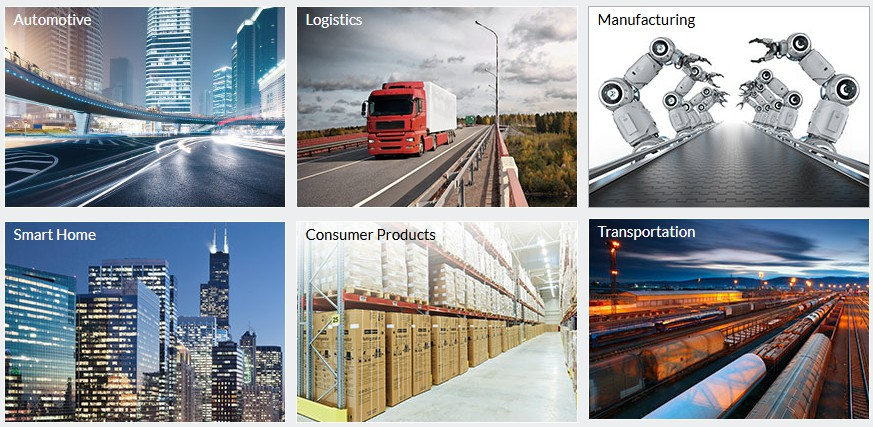 Automotive
Logistics
Manufacturing
Smart Home
Consumer Products
Transportation